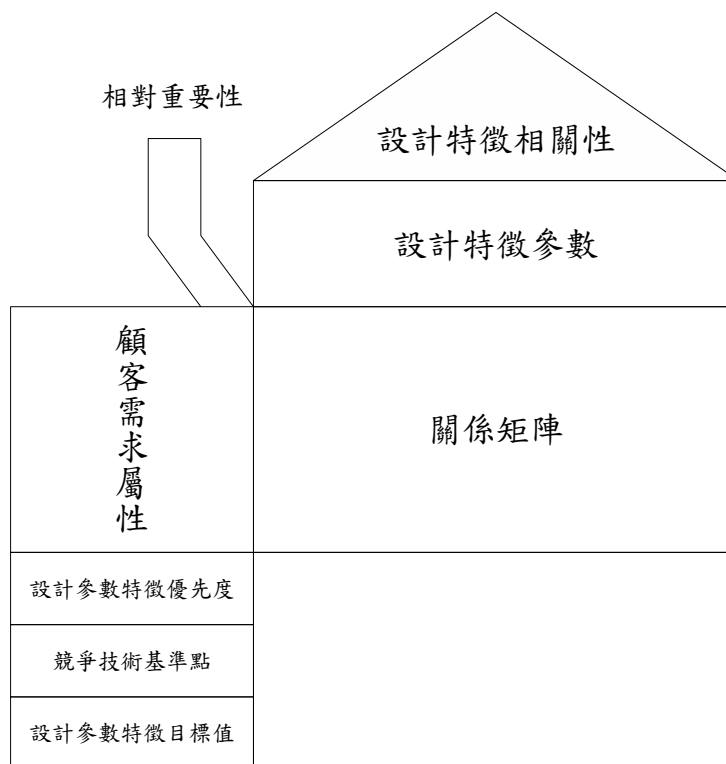 相對重要性
設計特徵相關性
設計特徵參數
顧客需求屬性
關係矩陣
設計參數特徵優先度
競爭技術基準點
設計參數特徵目標值